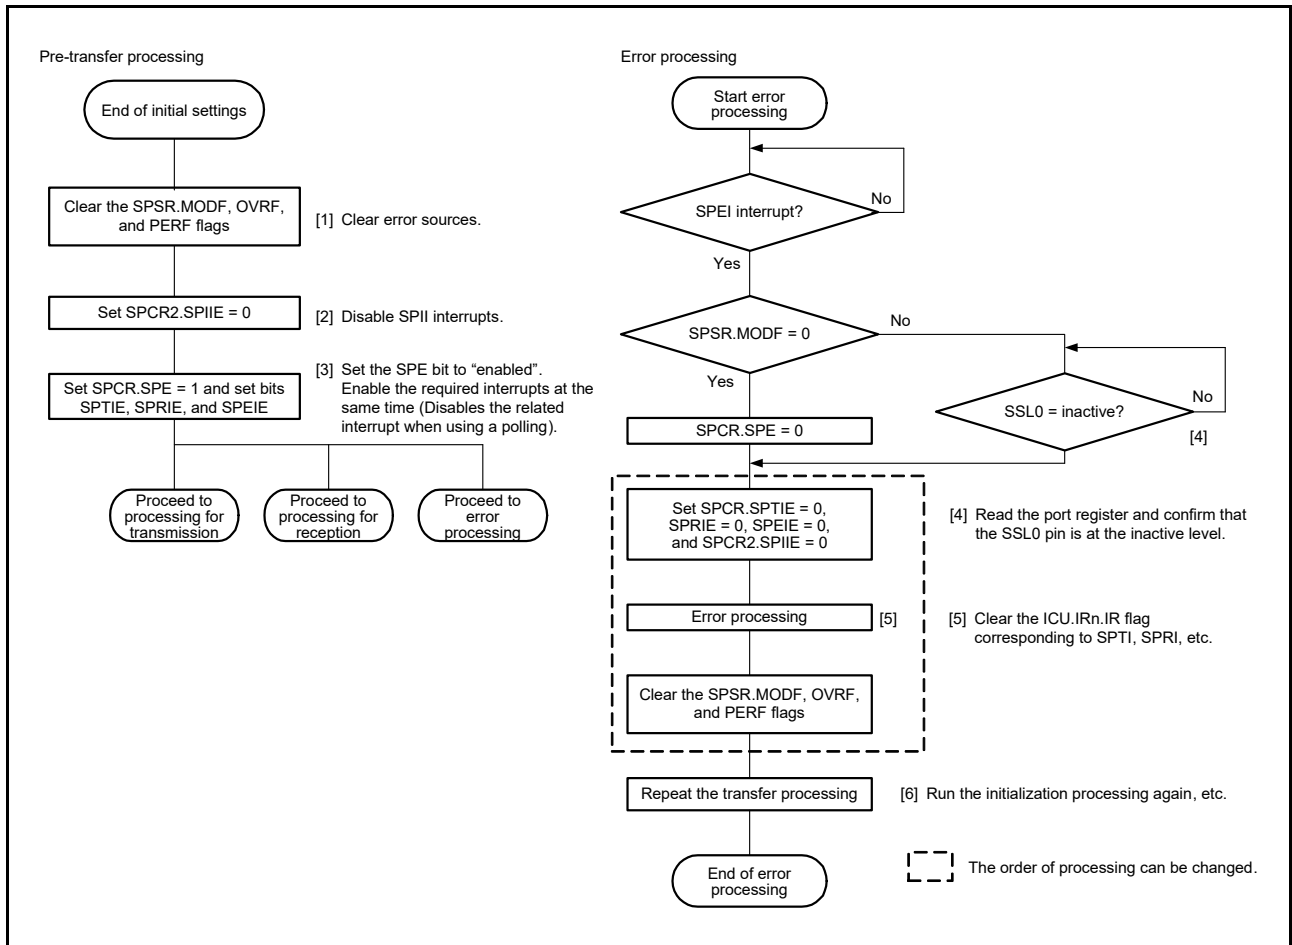 Pre-transfer processing
End of initial settings
Clear the SPSR.MODF, OVRF,
and PERF flags
[1] Clear error sources.
Set SPCR2.SPIIE = 0
[2] Disable SPII interrupts.
Set SPCR.SPE = 1 and set bits
SPTIE, SPRIE, and SPEIE
[3] Set the SPE bit to “enabled”.
Enable the required interrupts at the
same time (Disables the related
interrupt when using a polling).
Proceed to
processing for
transmission
Proceed to
processing for
reception
Proceed to
error
processing
Error processing
Start error
processing
SPEI interrupt?
No
Yes
SPSR.MODF = 0
No
Yes
SSL0 = inactive?
No
[4]
SPCR.SPE = 0
Set SPCR.SPTIE = 0,
SPRIE = 0, SPEIE = 0,
and SPCR2.SPIIE = 0
[4] Read the port register and confirm that
the SSL0 pin is at the inactive level.
Error processing
[5]
[5] Clear the ICU.IRn.IR flag
corresponding to SPTI, SPRI, etc.
Clear the SPSR.MODF, OVRF,
and PERF flags
Repeat the transfer processing
[6] Run the initialization processing again, etc.
End of error
processing
The order of processing can be changed.